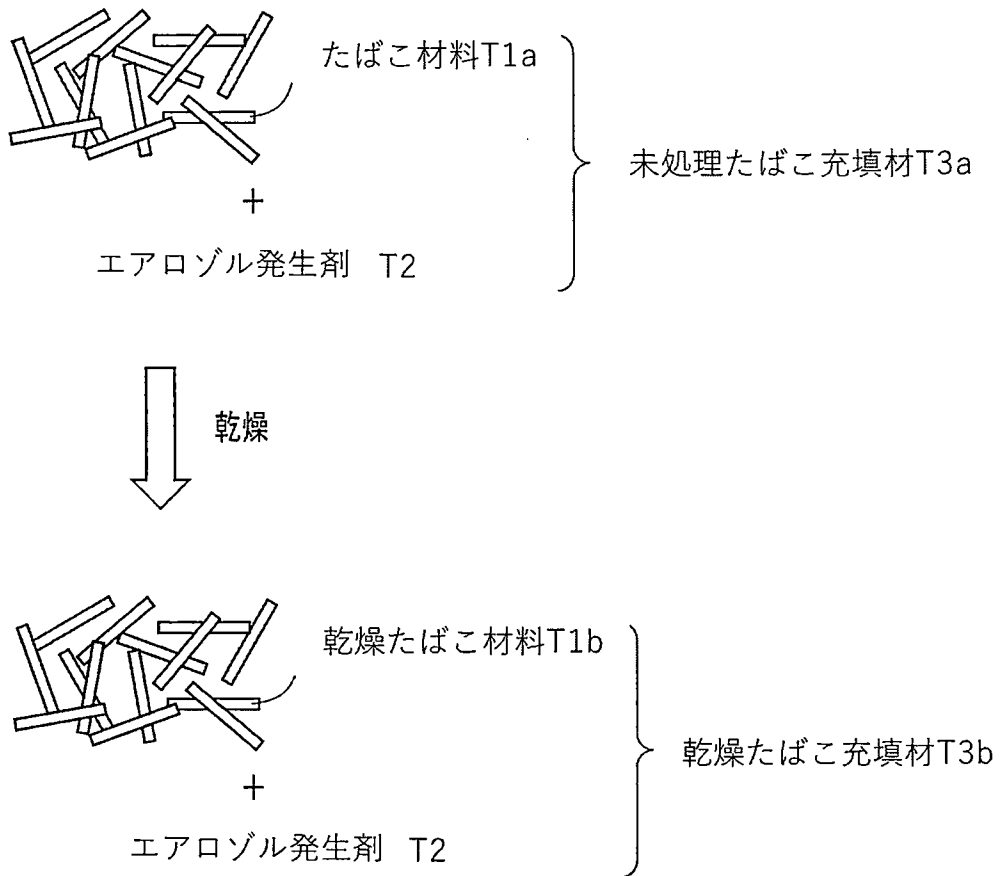 たばこ材料T1a
未処理たばこ充填材T3a
+
エアロゾル発生剤 T2
乾燥
乾燥たばこ材料T1b
乾燥たばこ充填材T3b
+
エアロゾル発生剤 T2